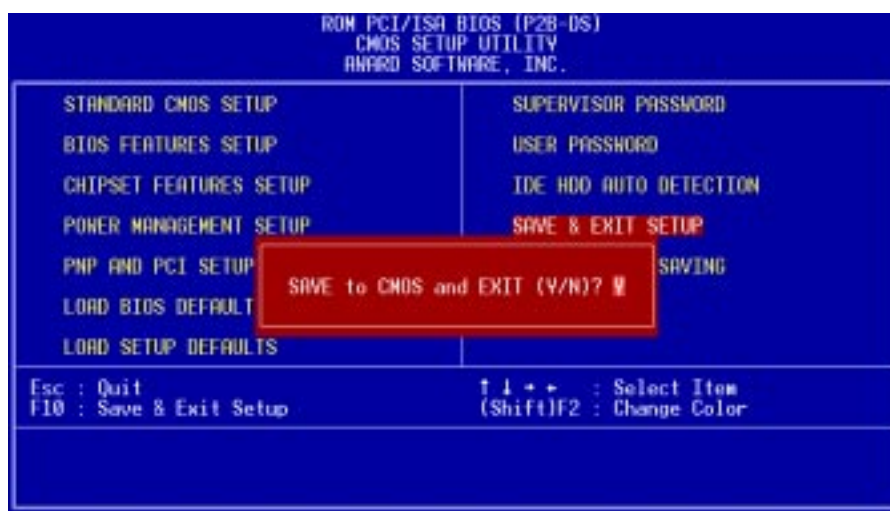 ROM PCI/ISA BIOS (P2B-DS)
CMOS SETUP UTILITY
AWARD SOFTWARE, INC.
STANDARD CMOS SETUP
BIOS FEATURES SETUP
CHIPSET FEATURES SETUP
POWER MANAGEMENT SETUP
PNP AND PCI SETUP
LOAD BIOS DEFAULT
LOAD SETUP DEFAULTS
SUPERVISOR PASSWORD
USER PASSWORD
IDE HDD AUTO DETECTION
SAVE & EXIT SETUP
SAVING
SAVE to CMOS and EXIT (Y/N)? Y
Esc : Quit
F10 : Save & Exit Setup
↑ ↓ → ← : Select Item
(Shift)F2 : Change Color